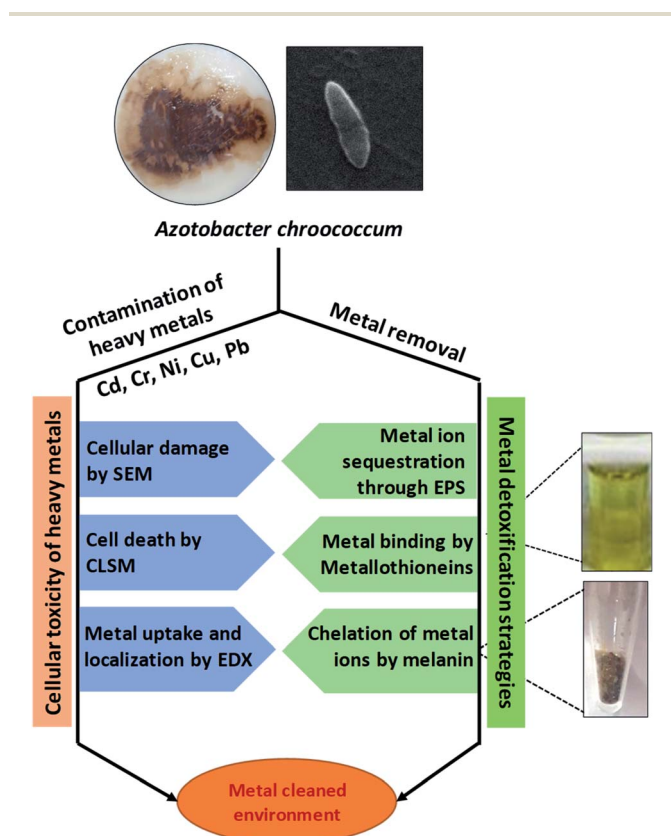 Azotobacter chroococcum
Contamination of
heavy metals
Cd, Cr, Ni, Cu, Pb
Metal removal
Cellular toxicity of heavy metals
Cellular damage
by SEM
Cell death by
CLSM
Metal uptake and
localization by EDX
Metal ion
sequestration
through EPS
Metal binding by
Metallothioneins
Chelation of metal
ions by melanin
Metal detoxification
strategies
Metal cleaned
environment